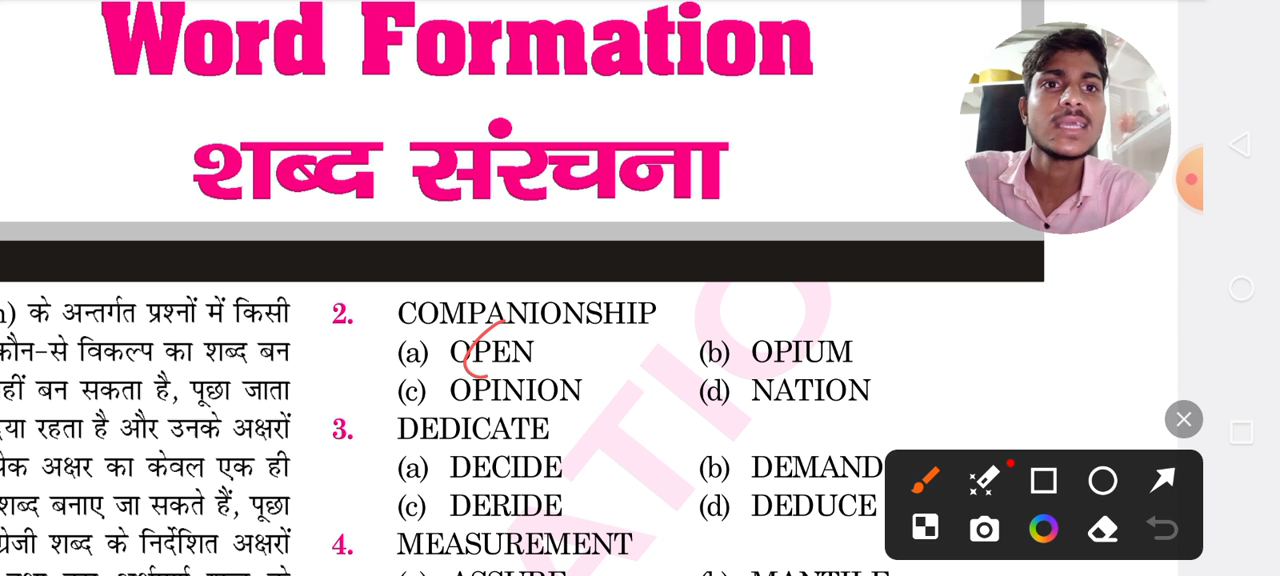 Word Formation
शब्द संरचना
के अन्तर्गत प्रश्नों में किसी
कौन-से विकल्प का शब्द बन
बन सकता है, पूछा जाता
रहता है और उनके अक्षरों
अक्षर का केवल एक ही
शब्द बनाए जा सकते हैं, पूछा
शब्द के निर्देशित अक्षरों
2. COMPANIONSHIP
(a) OPEN (b) OPIUM
(c) OPINION (d) NATION
3. DEDICATE
(a) DECIDE (b) DEMAND
(c) DERIDE (d) DEDUCE
4. MEASUREMENT